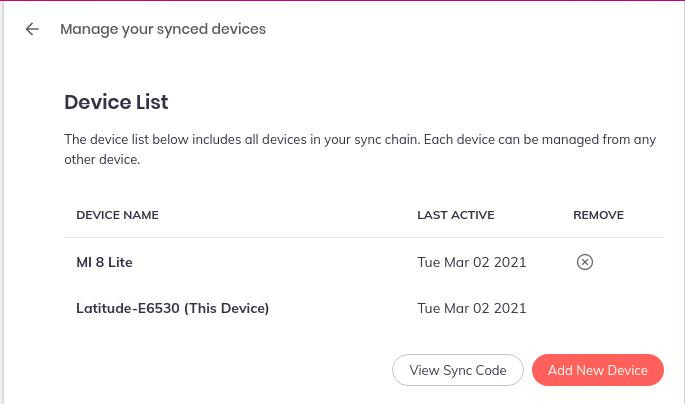 Manage your synced devices
Device List
The device list below includes all devices in your sync chain. Each device can be managed from any
other device.
DEVICE NAME LAST ACTIVE REMOVE
MI 8 Lite Tue Mar 02 2021
Latitude-E6530 (This Device) Tue Mar 02 2021
View Sync Code Add New Device